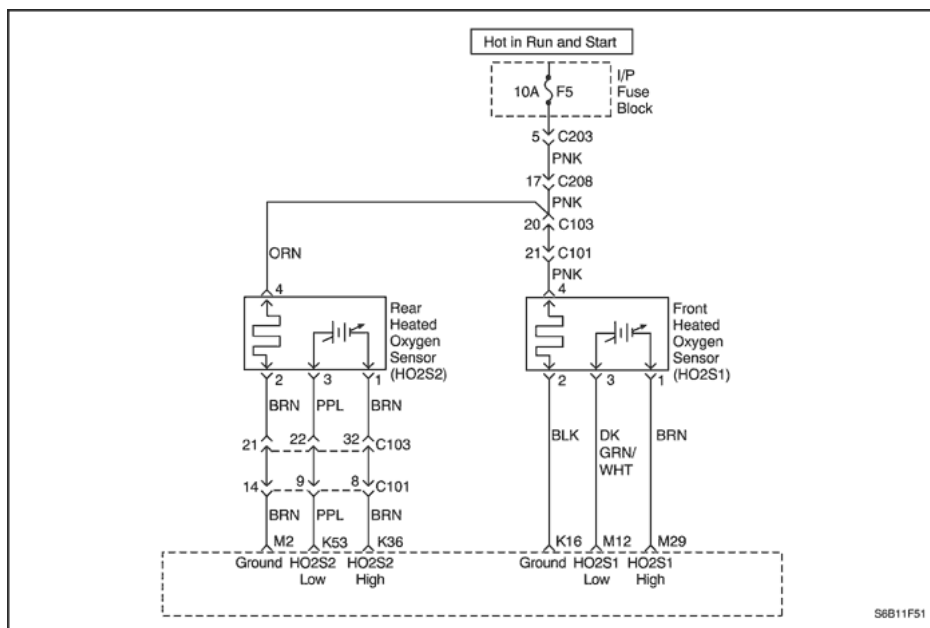 Hot in Run and Start
10A F5
I/P
Fuse
Block
5 C203
PNK
17 C208
PNK
20 C103
21 C101
PNK
ORN
4
4
Rear
Heated
Oxygen
Sensor
(HO2S2)
Front
Heated
Oxygen
Sensor
(HO2S1)
2 3 1
2 3 1
BRN PPL BRN
BLK DK
GRN/
WHT
BRN
21 22 32 C103
14 9 8 C101
BRN PPL BRN
M2 K53 K36
K16 M12 M29
Ground HO2S2
Low
HO2S2
High
Ground HO2S1
Low
HO2S1
High
S6B11F51